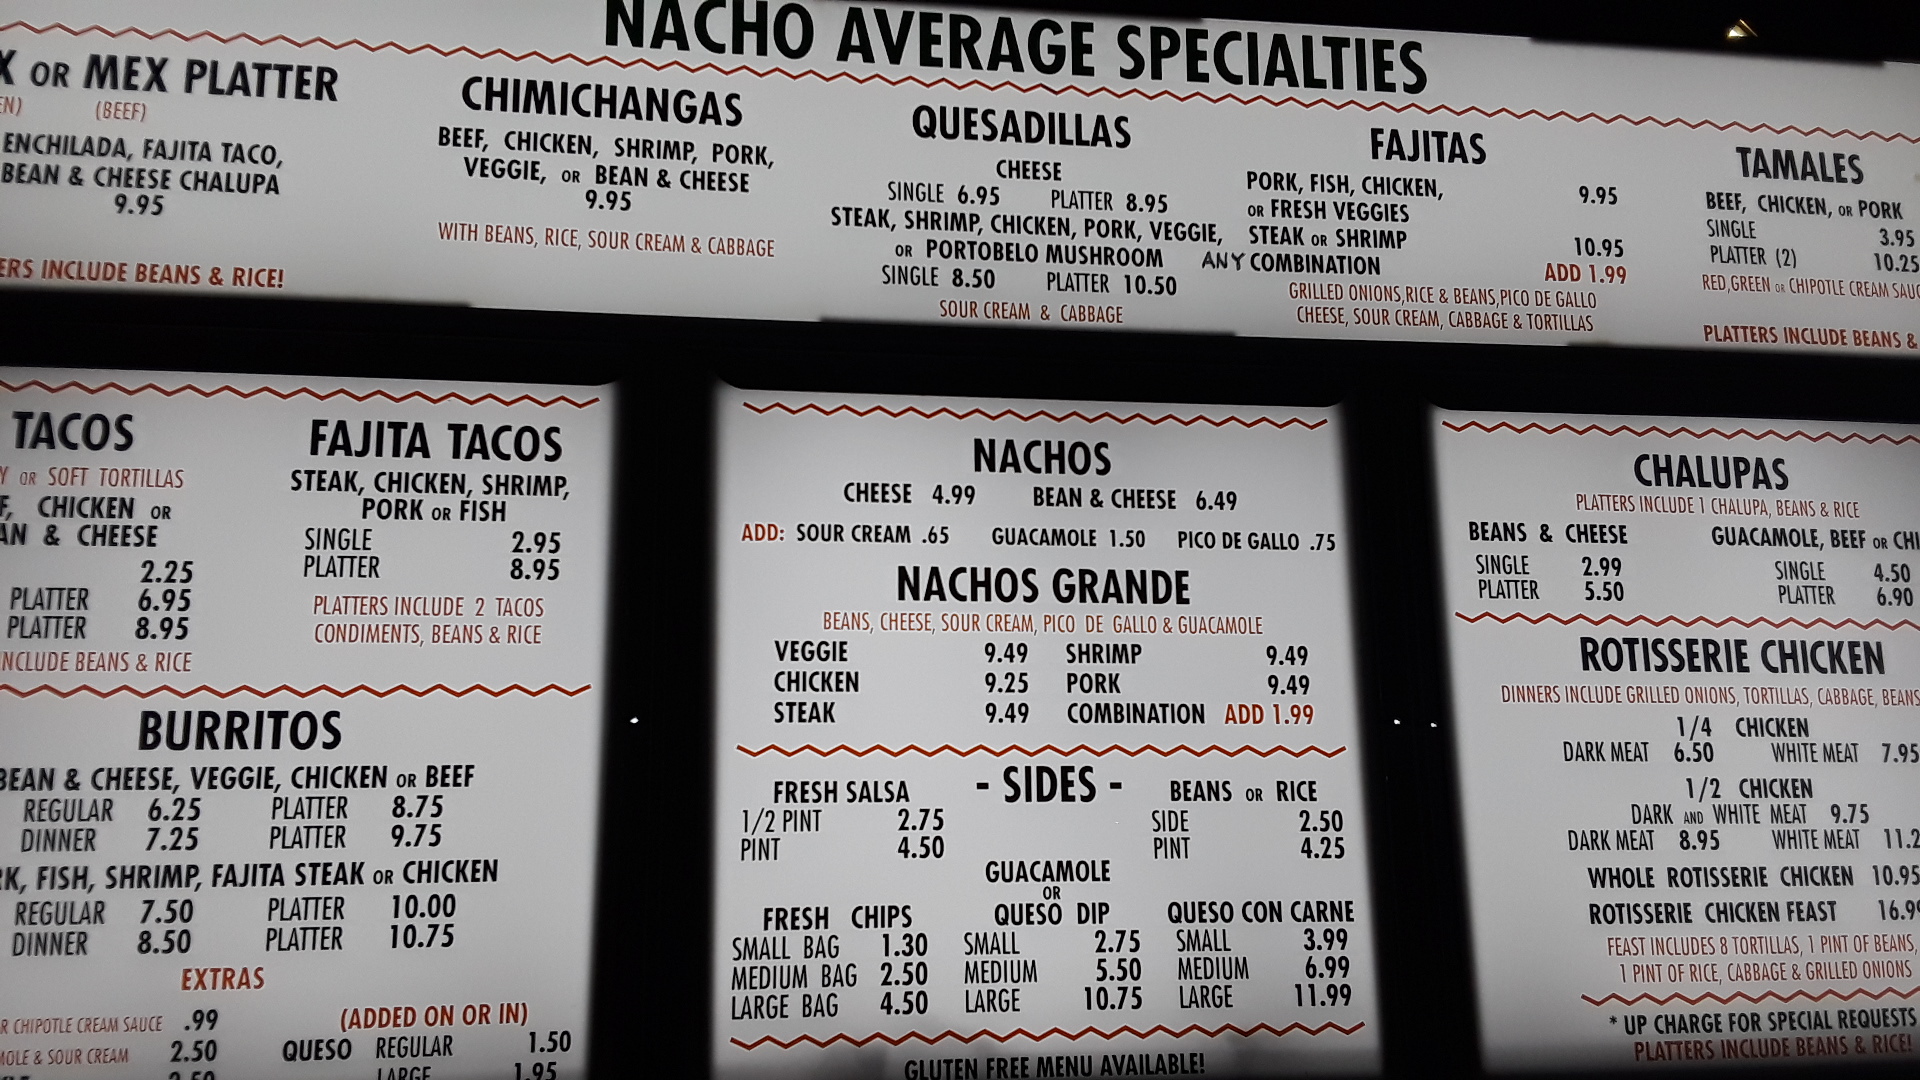 NACHO AVERAGE SPECIALTIES
X OR MEX PLATTER
(BEEF)
ENCHILADA, FAJITA TACO,
BEAN & CHEESE CHALUPA
9.95
INCLUDE BEANS & RICE!
CHIMICHANGAS
BEEF, CHICKEN, SHRIMP, PORK,
VEGGIE, OR BEAN & CHEESE
9.95
WITH BEANS, RICE, SOUR CREAM & CABBAGE
QUESADILLAS
CHEESE
SINGLE 6.95 PLATTER 8.95
STEAK, SHRIMP, CHICKEN, PORK, VEGGIE,
OR PORTOBELO MUSHROOM
SINGLE 8.50 PLATTER 10.50
SOUR CREAM & CABBAGE
FAJITAS
PORK, FISH, CHICKEN, 9.95
OR FRESH VEGGIES
STEAK OR SHRIMP 10.95
ANY COMBINATION ADD 1.99
GRILLED ONIONS,RICE & BEANS,PICO DE GALLO
CHEESE, SOUR CREAM, CABBAGE & TORTILLAS
TAMALES
BEEF, CHICKEN, OR PORK
SINGLE 3.95
PLATTER (2) 10.25
RED,GREEN OR CHIPOTLE CREAM
PLATTERS INCLUDE BEANS &
TACOS
OR SOFT TORTILLAS
CHICKEN OR
& CHEESE
2.25
PLATTER 6.95
PLATTER 8.95
INCLUDE BEANS & RICE
FAJITA TACOS
STEAK, CHICKEN, SHRIMP,
PORK OR FISH
SINGLE 2.95
PLATTER 8.95
PLATTERS INCLUDE 2 TACOS
CONDIMENTS, BEANS & RICE
BURRITOS
BEAN & CHEESE, VEGGIE, CHICKEN OR BEEF
REGULAR 6.25 PLATTER 8.75
DINNER 7.25 PLATTER 9.75
FISH, SHRIMP, FAJITA STEAK OR CHICKEN
REGULAR 7.50 PLATTER 10.00
DINNER 8.50 PLATTER 10.75
EXTRAS
CHIPOTLE CREAM SAUCE .99
& SOUR CREAM 2.50
(ADDED ON OR IN)
QUESO REGULAR 1.50
LARGE 1.95
NACHOS
CHEESE 4.99 BEAN & CHEESE 6.49
ADD: SOUR CREAM .65 GUACAMOLE 1.50 PICO DE GALLO .75
NACHOS GRANDE
BEANS, CHEESE, SOUR CREAM, PICO DE GALLO & GUACAMOLE
VEGGIE 9.49 SHRIMP 9.49
CHICKEN 9.25 PORK 9.49
STEAK 9.49 COMBINATION ADD 1.99
- SIDES -
FRESH SALSA
1/2 PINT 2.75
PINT 4.50
BEANS OR RICE
SIDE 2.50
PINT 4.25
FRESH CHIPS
SMALL BAG 1.30
MEDIUM BAG 2.50
LARGE BAG 4.50
GUACAMOLE
OR
QUESO DIP
SMALL 2.75
MEDIUM 5.50
LARGE 10.75
QUESO CON CARNE
SMALL 3.99
MEDIUM 6.99
LARGE 11.99
GLUTEN FREE MENU AVAILABLE!
CHALUPAS
PLATTERS INCLUDE 1 CHALUPA, BEANS & RICE
BEANS & CHEESE
SINGLE 2.99
PLATTER 5.50
GUACAMOLE, BEEF OR
SINGLE 4.50
PLATTER 6.90
ROTISSERIE CHICKEN
DINNERS INCLUDE GRILLED ONIONS, TORTILLAS, CABBAGE, BEANS
1/4 CHICKEN
DARK MEAT 6.50 WHITE MEAT 7.95
1/2 CHICKEN
DARK AND WHITE MEAT 9.75
DARK MEAT 8.95 WHITE MEAT 11.2
WHOLE ROTISSERIE CHICKEN 10.95
ROTISSERIE CHICKEN FEAST 16.99
FEAST INCLUDES 8 TORTILLAS, 1 PINT OF BEANS,
1 PINT OF RICE, CABBAGE & GRILLED ONIONS
* UP CHARGE FOR SPECIAL REQUESTS
PLATTERS INCLUDE BEANS & RICE!